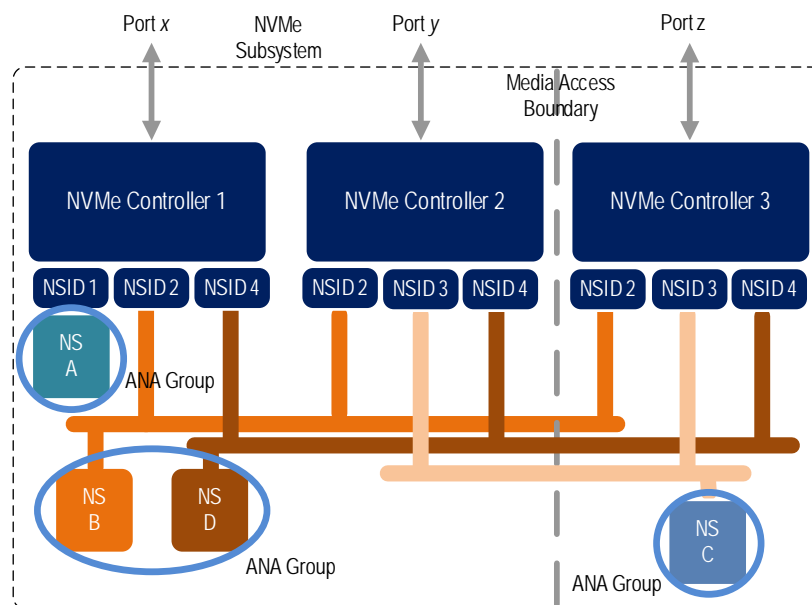 Port x
NVMe
Subsystem
Port y
Port z
Media Access
Boundary
NVMe Controller 1
NVMe Controller 2
NVMe Controller 3
NSID 1
NSID 2
NSID 4
NSID 2
NSID 3
NSID 4
NSID 2
NSID 3
NSID 4
NS
A
ANA Group
NS
B
NS
D
ANA Group
NS
C
ANA Group